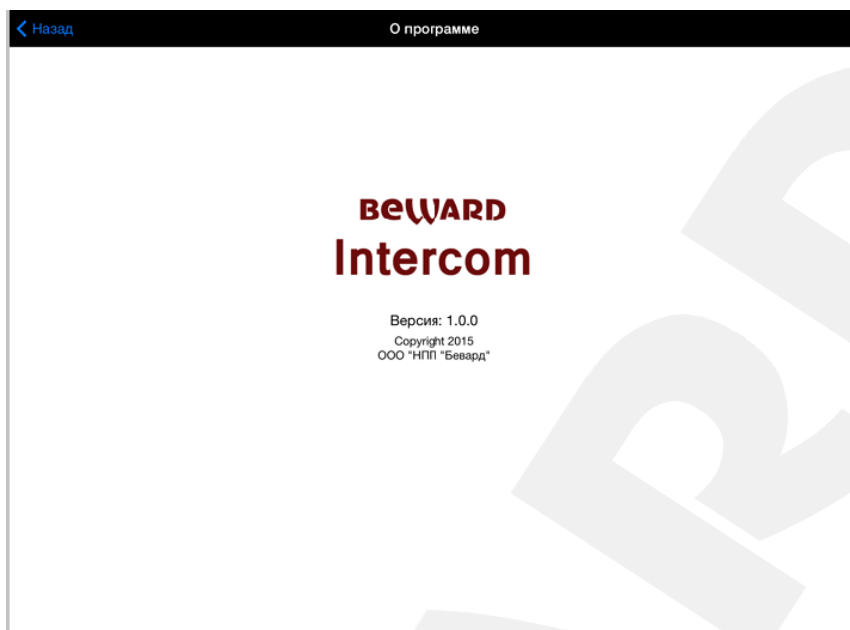 Назад
О программе
BEWARD
Intercom
Версия: 1.0.0
Copyright 2015
ООО "НПП "Бевард"